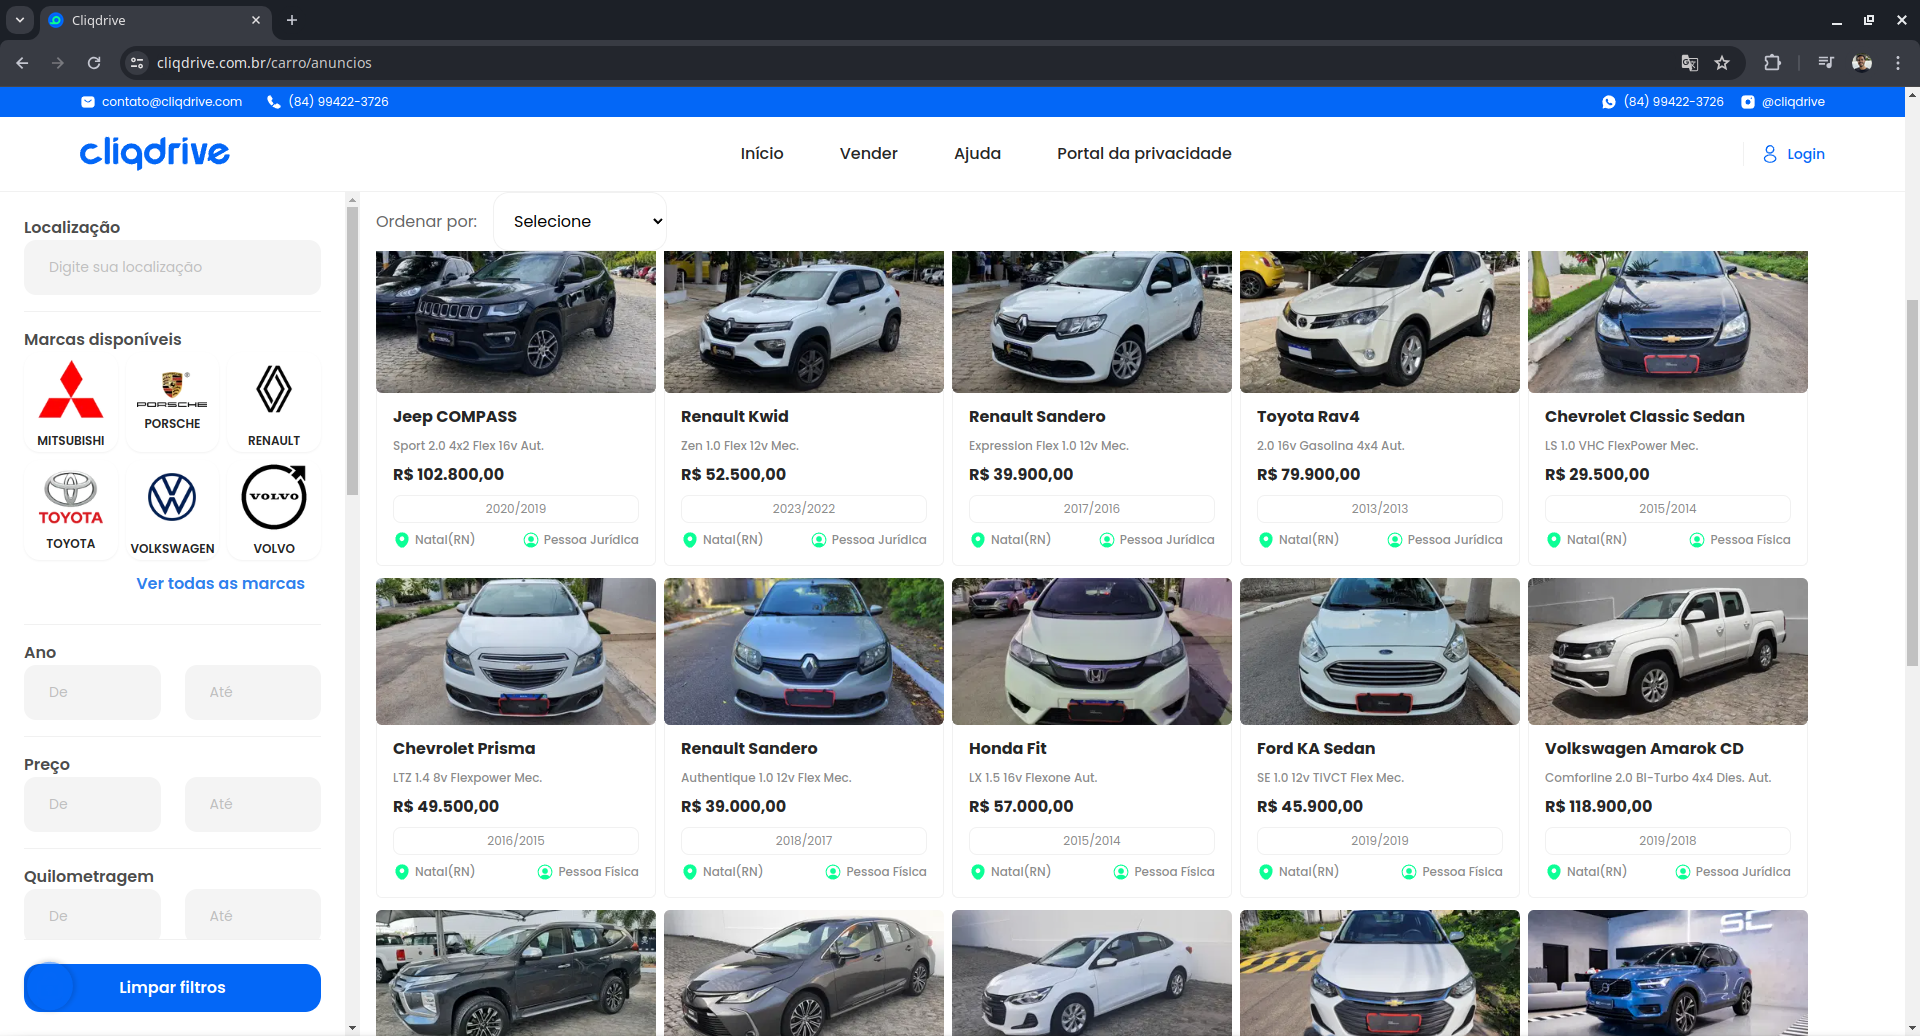 Cliqdrive
cliqdrive.com.br/carro/anuncios
contato@cliqdrive.com (84) 99422-3726 (84) 99422-3726 @cliqdrive
cliqdrive Início Vender Ajuda Portal da privacidade Login
Localização
Digite sua localização
Marcas disponíveis
PORSCHE
MITSUBISHI PORSCHE RENAULT
VOLVO
TOYOTA
TOYOTA VOLKSWAGEN VOLVO
Ver todas as marcas
Ano
De Até
Preço
De Até
Quilometragem
De Até
Limpar filtros
Ordenar por: Selecione
Jeep COMPASS
Sport 2.0 4x2 Flex 16v Aut.
R$ 102.800,00
2020/2019
Natal(RN) Pessoa Jurídica
Renault Kwid
Zen 1.0 Flex 12v Mec.
R$ 52.500,00
2023/2022
Natal(RN) Pessoa Jurídica
Renault Sandero
Expression Flex 1.0 12v Mec.
R$ 39.900,00
2017/2016
Natal(RN) Pessoa Jurídica
Toyota Rav4
2.0 16v Gasolina 4x4 Aut.
R$ 79.900,00
2013/2013
Natal(RN) Pessoa Jurídica
Chevrolet Classic Sedan
LS 1.0 VHC FlexPower Mec.
R$ 29.500,00
2015/2014
Natal(RN) Pessoa Física
Chevrolet Prisma
LTZ 1.4 8v Flexpower Mec.
R$ 49.500,00
2016/2015
Natal(RN) Pessoa Física
Renault Sandero
Authentique 1.0 12v Flex Mec.
R$ 39.000,00
2018/2017
Natal(RN) Pessoa Física
Honda Fit
LX 1.5 16v Flexone Aut.
R$ 57.000,00
2015/2014
Natal(RN) Pessoa Física
Ford KA Sedan
SE 1.0 12v TiVCT Flex Mec.
R$ 45.900,00
2019/2019
Natal(RN) Pessoa Física
Volkswagen Amarok CD
Comforline 2.0 Bi-Turbo 4x4 Dies. Aut.
R$ 118.900,00
2019/2018
Natal(RN) Pessoa Jurídica
SC